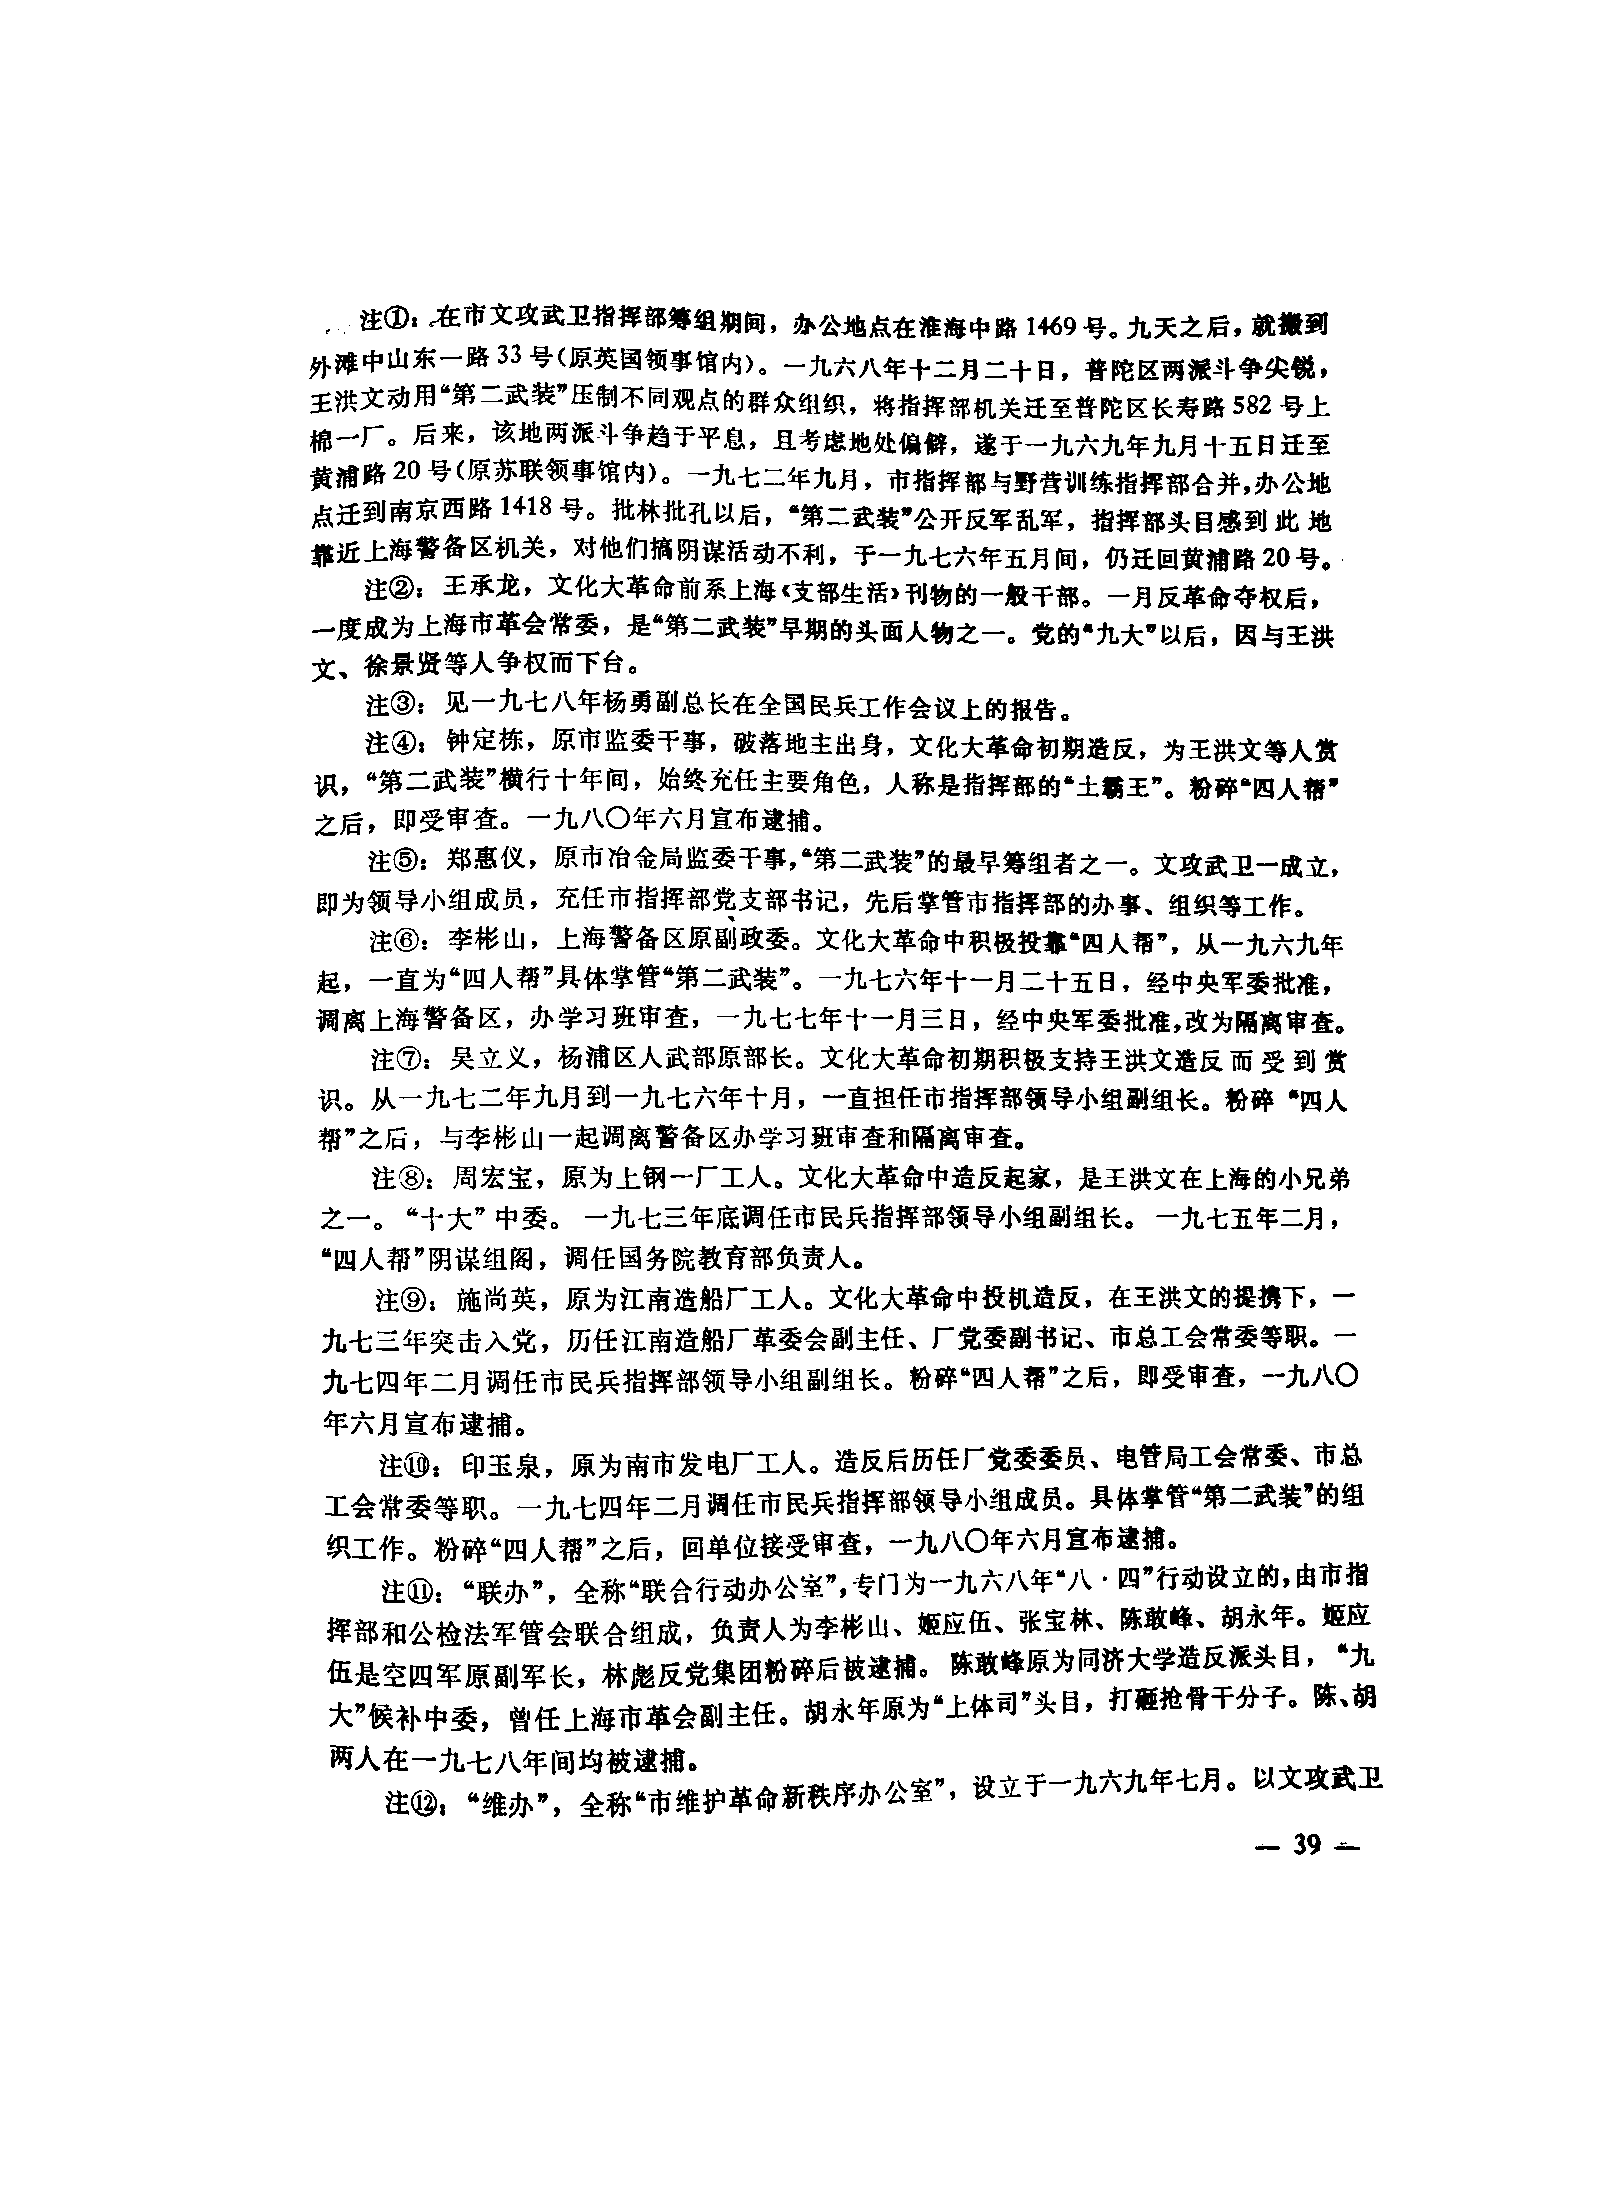 注①：在市文攻武卫指挥部筹组期间，办公地点在淮海中路1469号。九天之后，就搬到
外滩中山东一路33号(原英国领事馆内)。一九六八年十二月二十日，普陀区两派斗争尖锐，
王洪文动用“第二武装”压制不同观点的群众组织，将指挥部机关迁至普陀区长寿路582号上
棉一厂。后来，该地两派斗争趋于平息，且考虑地处偏僻，遂于一九六九年九月十五日迁至
黄浦路20号(原苏联领事馆内)。一九七二年九月，市指挥部与野营训练指挥部合并，办公地
点迁到南京西路1418号。批林批孔以后，“第二武装”公开反军乱军，指挥部头目感到此地
靠近上海警备区机关，对他们搞阴谋活动不利，于一九七六年五月间，仍迁回黄浦路20号。
注②：王承龙，文化大革命前系上海《支部生活》刊物的一般干部。一月反革命夺权后，
一度成为上海市革会常委，是“第二武装”早期的头面人物之一。党的“九大”以后，因与王洪
文、徐景贤等人争权而下台。
注③：见一九七八年杨勇副总长在全国民兵工作会议上的报告。
注④：钟定栋，原市监委干事，破落地主出身，文化大革命初期造反，为王洪文等人赏
识，“第二武装”横行十年间，始终充任主要角色，人称是指挥部的“土霸王”。粉碎“四人帮”
之后，即受审查。一九八〇年六月宣布逮捕。
注⑤：郑惠仪，原市冶金局监委干事，“第二武装”的最早筹组者之一。文攻武卫一成立，
即为领导小组成员，充任市指挥部党支部书记，先后掌管市指挥部的办事、组织等工作。
注⑥：李彬山，上海警备区原副政委。文化大革命中积极投靠“四人帮”，从一九六九年
起，一直为“四人帮”具体掌管“第二武装”。一九七六年十一月二十五日，经中央军委批准，
调离上海警备区，办学习班审查，一九七七年十一月三日，经中央军委批准，改为隔离审查。
注⑦：吴立义，杨浦区人武部原部长。文化大革命初期积极支持王洪文造反而受到赏
识。从一九七二年九月到一九七六年十月，一直担任市指挥部领导小组副组长。粉碎“四人
帮”之后，与李彬山一起调离警备区办学习班审查和隔离审查。
注⑧：周宏宝，原为上钢一厂工人。文化大革命中造反起家，是王洪文在上海的小兄弟
之一。“十大”中委。一九七三年底调任市民兵指挥部领导小组副组长。一九七五年二月，
“四人帮”阴谋组阁，调任国务院教育部负责人。
注⑨：施尚英，原为江南造船厂工人。文化大革命中投机造反，在王洪文的提携下，一
九七三年突击入党，历任江南造船厂革委会副主任、厂党委副书记、市总工会常委等职。一
九七四年二月调任市民兵指挥部领导小组副组长。粉碎“四人帮”之后，即受审查，一九八〇
年六月宣布逮捕。
注⑩：印玉泉，原为南市发电厂工人。造反后历任厂党委委员、电管局工会常委、市总
工会常委等职。一九七四年二月调任市民兵指挥部领导小组成员。具体掌管“第二武装”的组
织工作。粉碎“四人帮”之后，回单位接受审查，一九八〇年六月宣布逮捕。
注⑪：“联办”，全称“联合行动办公室”，专门为一九六八年“八·四”行动设立的，由市指
挥部和公检法军管会联合组成，负责人为李彬山、姬应伍、张宝林、陈敢峰、胡永年。姬应
伍是空四军原副军长，林彪反党集团粉碎后被逮捕。陈敢峰原为同济大学造反派头目，“九
大”候补中委，曾任上海市革会副主任。胡永年原为“上体司”头目，打砸抢骨干分子。陈、胡
两人在一九七八年间均被逮捕。
注⑫：“维办”，全称“市维护革命新秩序办公室”，设立于一九六九年七月。以文攻武卫
— 39 —